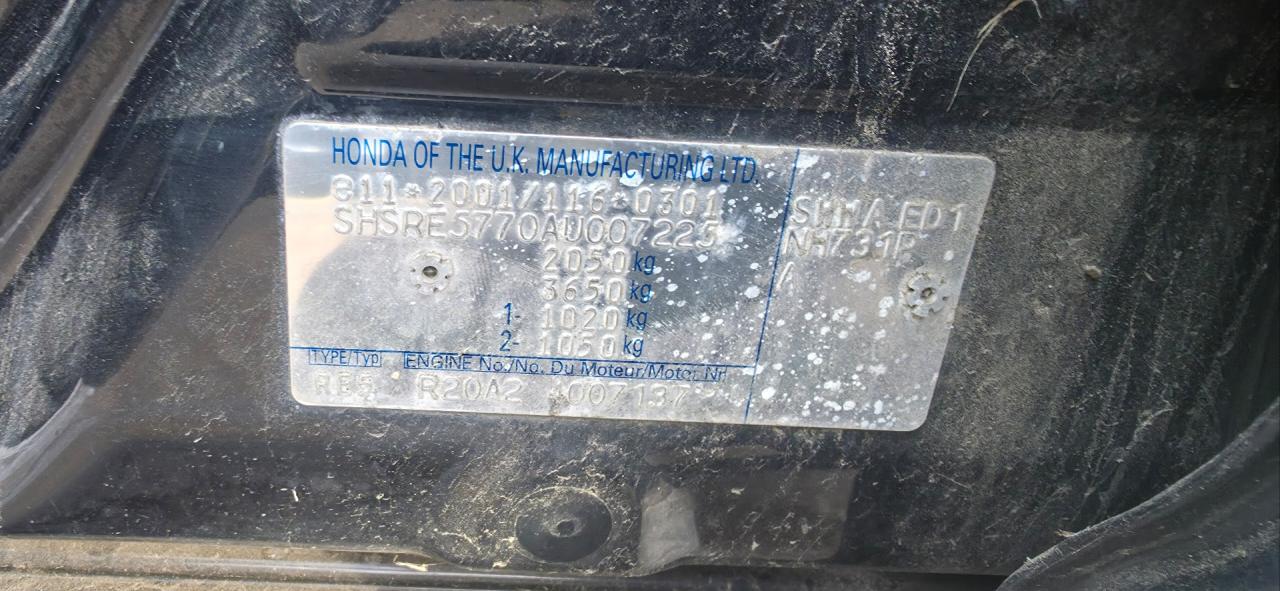 HONDA OF THE U.K. MANUFACTURING LTD.
e11*2001/116*0301
SHSRE5770AU007225
2050 kg
3650 kg
1- 1020 kg
2- 1050 kg
TYPE/Typ ENGINE No./No. Du Moteur/Motor Nr
RE5 R20A2 1007137
ED1
NH731P
A